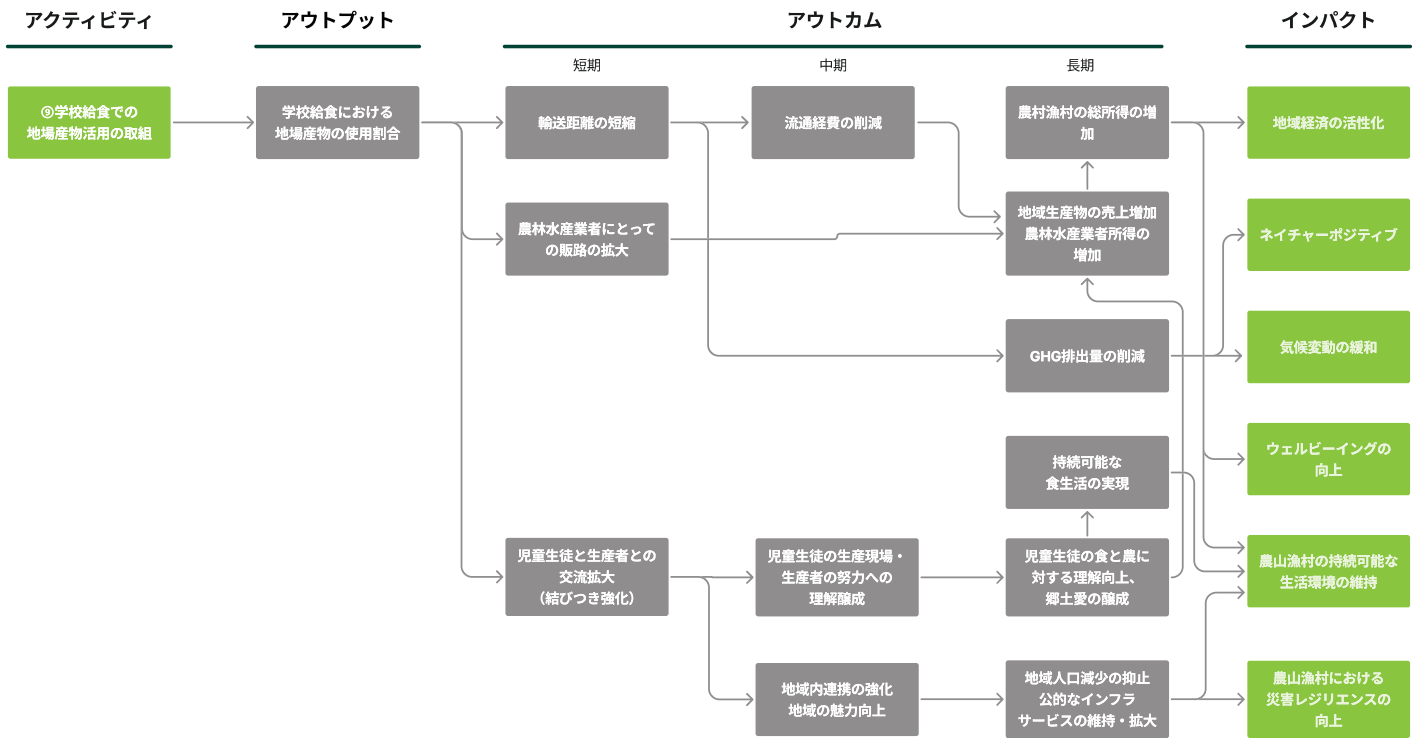 アクティビティ
アウトプット
アウトカム
インパクト
短期
中期
長期
⑨学校給食での
地場産物活用の取組
学校給食における
地場産物の使用割合
輸送距離の短縮
流通経費の削減
農村漁村の総所得の増
加
地域経済の活性化
農林水産業者にとって
の販路の拡大
地域生産物の売上増加
農林水産業者所得の
増加
ネイチャーポジティブ
GHG排出量の削減
気候変動の緩和
持続可能な
食生活の実現
ウェルビーイングの
向上
児童生徒と生産者との
交流拡大
（結びつき強化）
児童生徒の生産現場・
生産者の努力への
理解醸成
児童生徒の食と農に
対する理解向上、
郷土愛の醸成
農山漁村の持続可能な
生活環境の維持
地域内連携の強化
地域の魅力向上
地域人口減少の抑止
公的なインフラ
サービスの維持・拡大
農山漁村における
災害レジリエンスの
向上